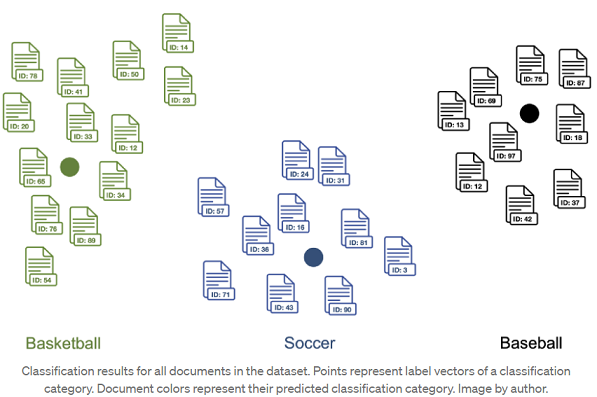 ID: 14
ID: 50
ID: 78
ID: 41
ID: 23
ID: 20
ID: 33
ID: 12
ID: 65
ID: 34
ID: 76
ID: 89
ID: 54
ID: 24
ID: 31
ID: 57
ID: 16
ID: 36
ID: 81
ID: 3
ID: 71
ID: 43
ID: 90
ID: 75
ID: 87
ID: 69
ID: 13
ID: 18
ID: 97
ID: 12
ID: 37
ID: 42
Basketball
Soccer
Baseball
Classification results for all documents in the dataset. Points represent label vectors of a classification
category. Document colors represent their predicted classification category. Image by author.